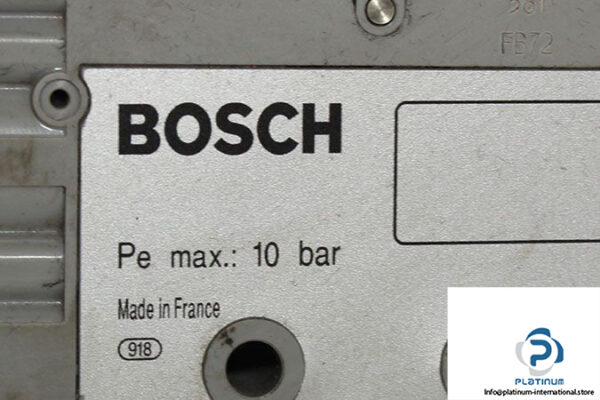 FB72
BOSCH
Pe max.: 10 bar
Made in France
918
P
PLATINUM
info@platinum-international.store